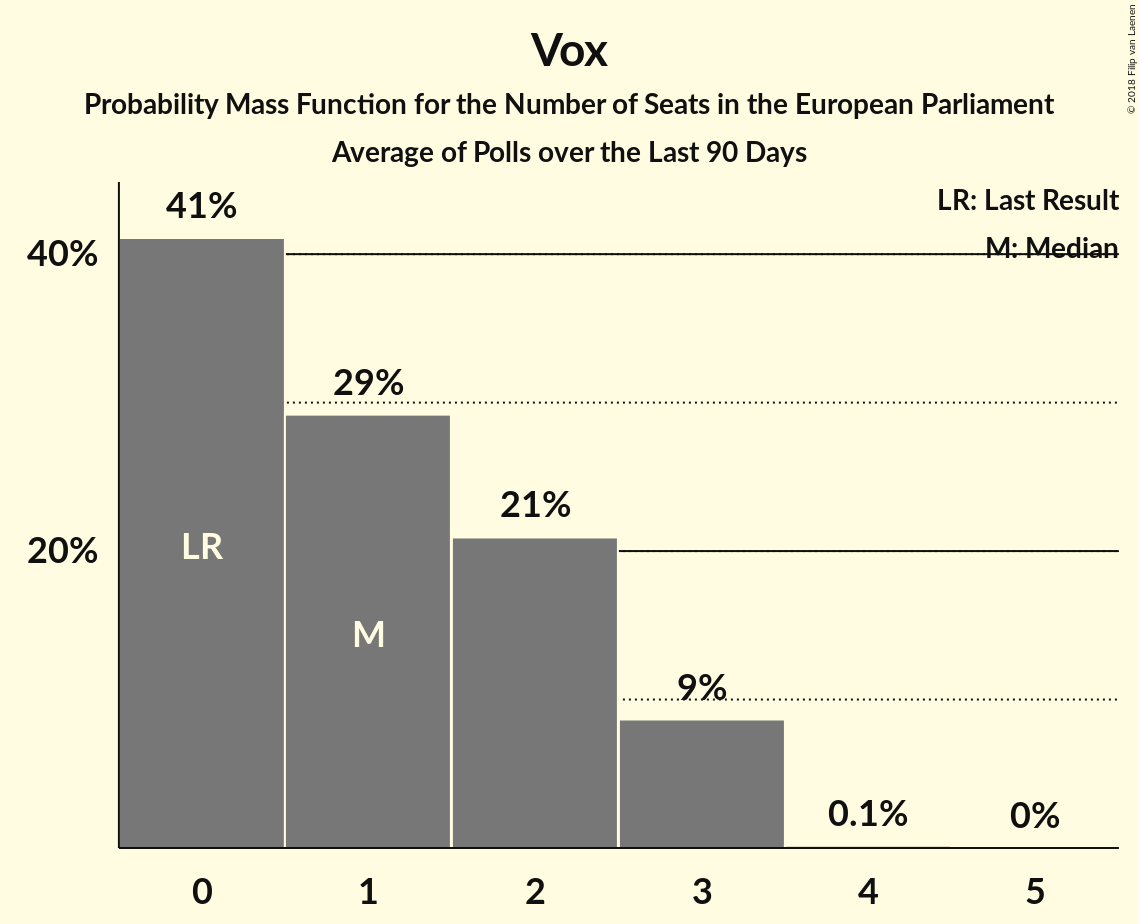 Vox
Probability Mass Function for the Number of Seats in the European Parliament
Average of Polls over the Last 90 Days
© 2018 Filip van Laenen
LR: Last Result
M: Median
41%
40%
29%
21%
20%
LR
M
9%
0.1%
0%
0 1 2 3 4 5